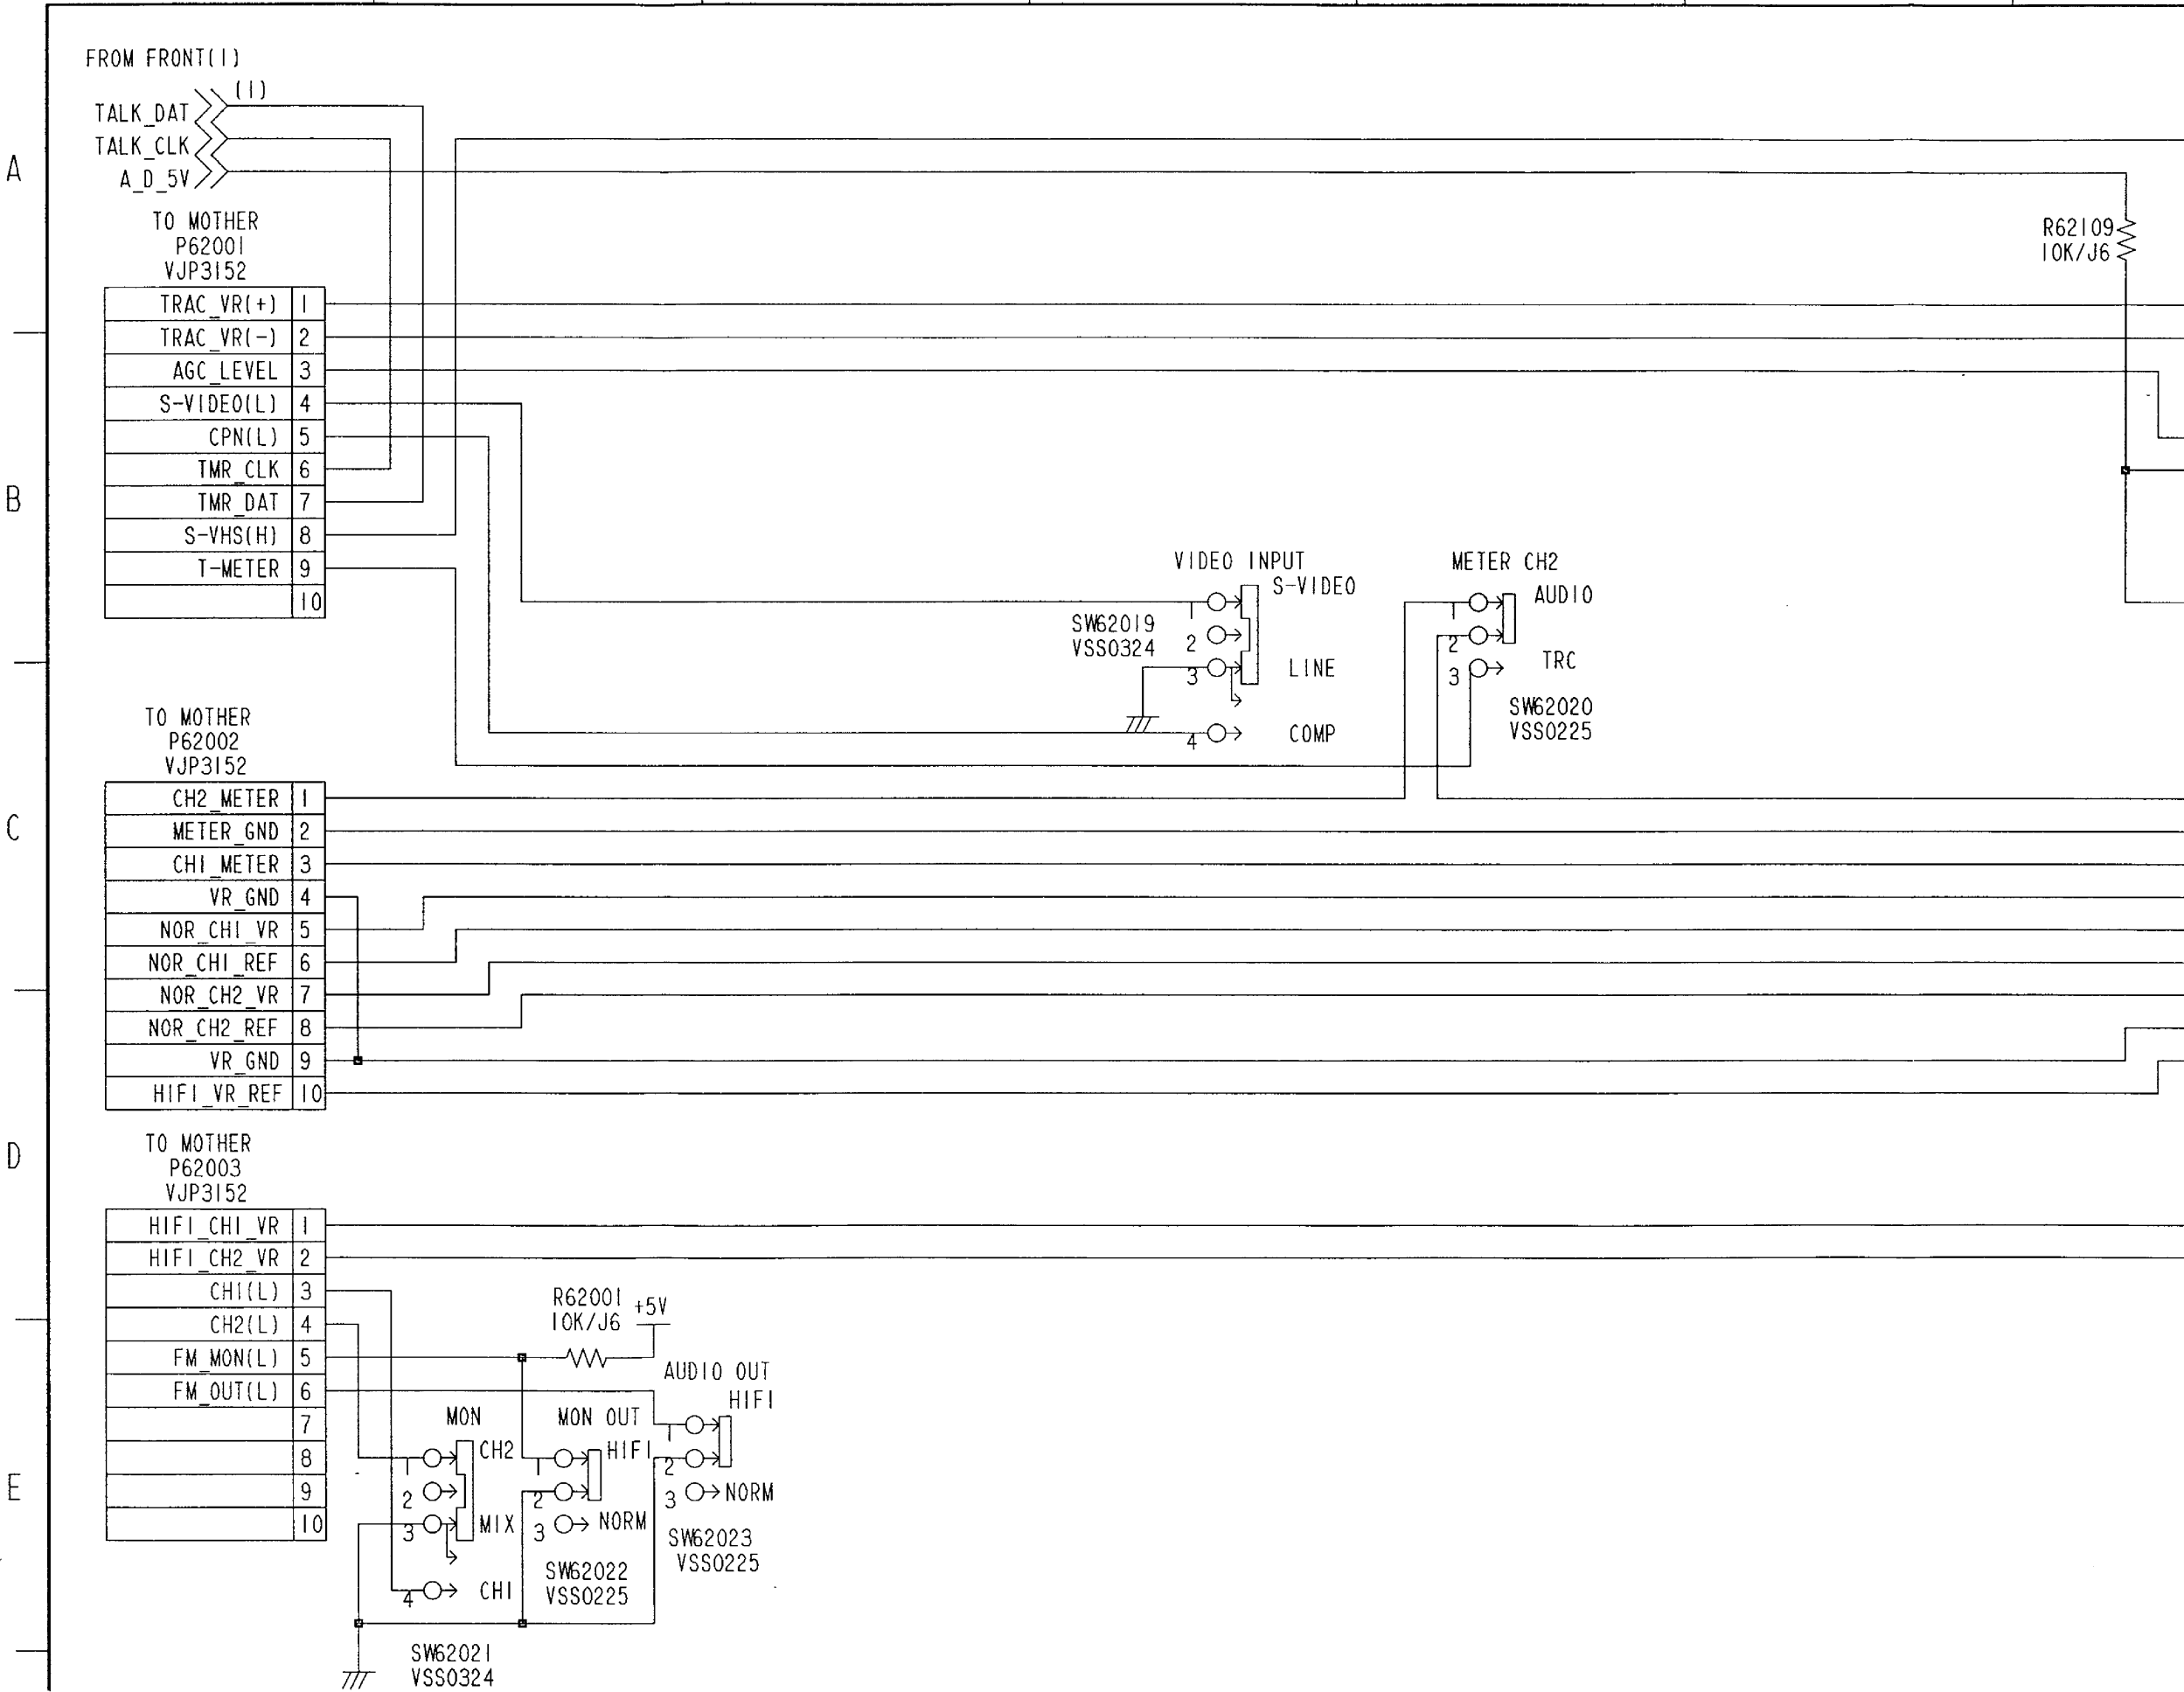 FROM FRONT(1)
(1)
TALK_DAT
TALK_CLK
A_D_5V
A
TO MOTHER
P62001
VJP3152
TRAC_VR(+) 1
TRAC_VR(-) 2
AGC_LEVEL 3
S-VIDEO(L) 4
CPN(L) 5
TMR_CLK 6
TMR_DAT 7
S-VHS(H) 8
T-METER 9
10
B
R62109
10K/J6
VIDEO INPUT
S-VIDEO
1
SW62019
VSS0324
2
3
LINE
4
COMP
METER CH2
AUDIO
1
2
3
TRC
SW62020
VSS0225
TO MOTHER
P62002
VJP3152
CH2_METER 1
METER_GND 2
CH1_METER 3
VR_GND 4
NOR_CH1_VR 5
NOR_CH1_REF 6
NOR_CH2_VR 7
NOR_CH2_REF 8
VR_GND 9
HIFI_VR_REF 10
C
D
TO MOTHER
P62003
VJP3152
HIFI_CH1_VR 1
HIFI_CH2_VR 2
CH1(L) 3
CH2(L) 4
FM_MON(L) 5
FM_OUT(L) 6
7
8
9
10
E
R62001
10K/J6
+5V
MON
CH2
1
2
3
MIX
4
CH1
SW62021
VSS0324
MON OUT
HIFI
1
2
3
NORM
SW62022
VSS0225
AUDIO OUT
HIFI
1
2
3
NORM
SW62023
VSS0225